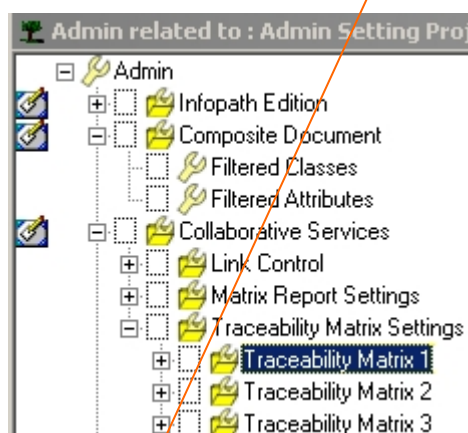 Admin related to : Admin Setting Proj
Admin
Infopath Edition
Composite Document
Filtered Classes
Filtered Attributes
Collaborative Services
Link Control
Matrix Report Settings
Traceability Matrix Settings
Traceability Matrix 1
Traceability Matrix 2
Traceability Matrix 3